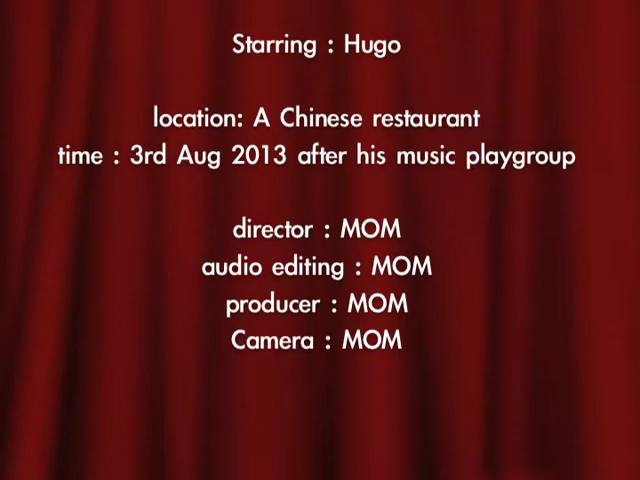 Starring : Hugo
location: A Chinese restaurant
time : 3rd Aug 2013 after his music playgroup
director : MOM
audio editing : MOM
producer : MOM
Camera : MOM